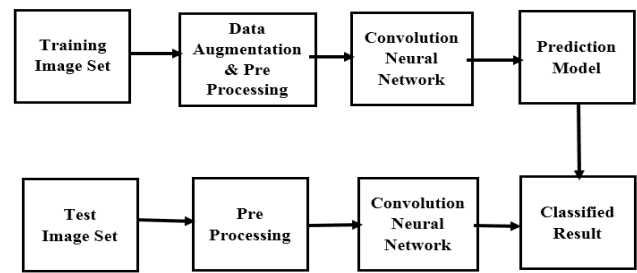 Training
Image Set
Data
Augmentation
& Pre
Processing
Convolution
Neural
Network
Prediction
Model
Test
Image Set
Pre
Processing
Convolution
Neural
Network
Classified
Result